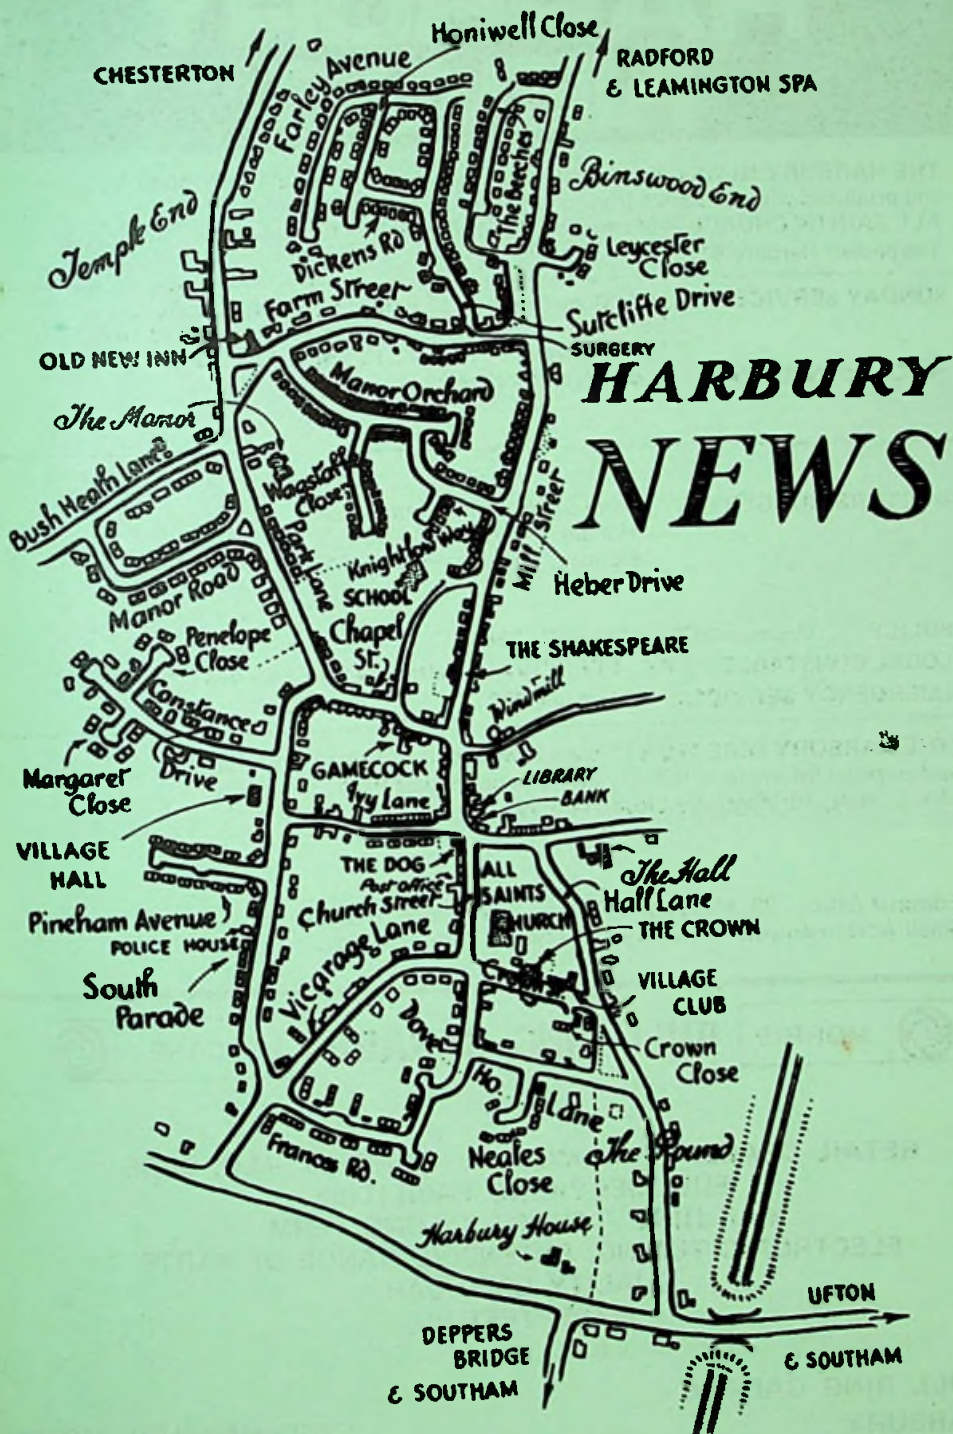 Honiwell Close
CHESTERTON
RADFORD
& LEAMINGTON SPA
Farley Avenue
The Beeches
Binswood End
Temple End
Dickens Rd
Leycester
Close
Farm Street
Sutcliffe Drive
SURGERY
OLD NEW INN
HARBURY
NEWS
Manor Orchard
The Manor
Bush Heath Lane
Wagstaff
Close
Mill Street
Park Lane
Knightlow Way
SCHOOL
Heber Drive
Manor Road
Penelope
Close
Chapel
St.
THE SHAKESPEARE
Windmill
Constance
Drive
Margaret
Close
GAMECOCK
Ivy Lane
LIBRARY
BANK
VILLAGE
HALL
THE DOG
Post office
Church Street
ALL
SAINTS
CHURCH
The Hall
Hall Lane
THE CROWN
Pineham Avenue
POLICE HOUSE
South
Parade
Vicarage Lane
VILLAGE
CLUB
Crown
Close
Dovehouse
Lane
Neales
Close
The Pound
Francis Rd.
Harbury House
UFTON
& SOUTHAM
DEPPERS
BRIDGE
& SOUTHAM